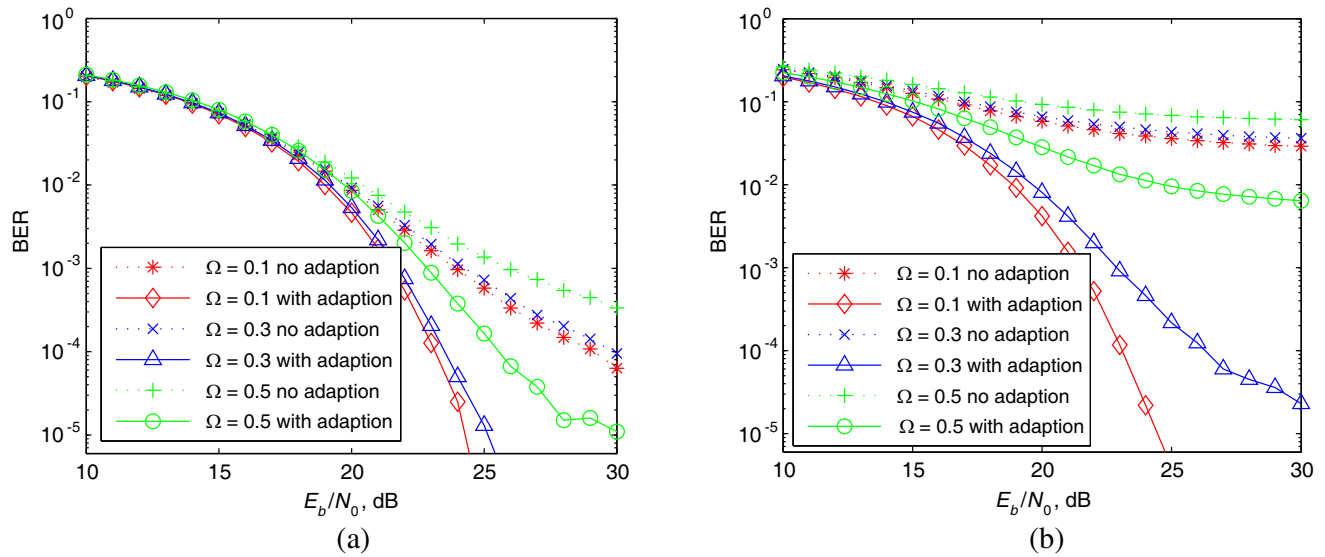 10^0
10^-1
10^-2
10^-3
10^-4
10^-5
BER
Ω = 0.1 no adaption
Ω = 0.1 with adaption
Ω = 0.3 no adaption
Ω = 0.3 with adaption
Ω = 0.5 no adaption
Ω = 0.5 with adaption
10 15 20 25 30
E_b/N_0, dB
(a)
10^0
10^-1
10^-2
10^-3
10^-4
10^-5
BER
Ω = 0.1 no adaption
Ω = 0.1 with adaption
Ω = 0.3 no adaption
Ω = 0.3 with adaption
Ω = 0.5 no adaption
Ω = 0.5 with adaption
10 15 20 25 30
E_b/N_0, dB
(b)